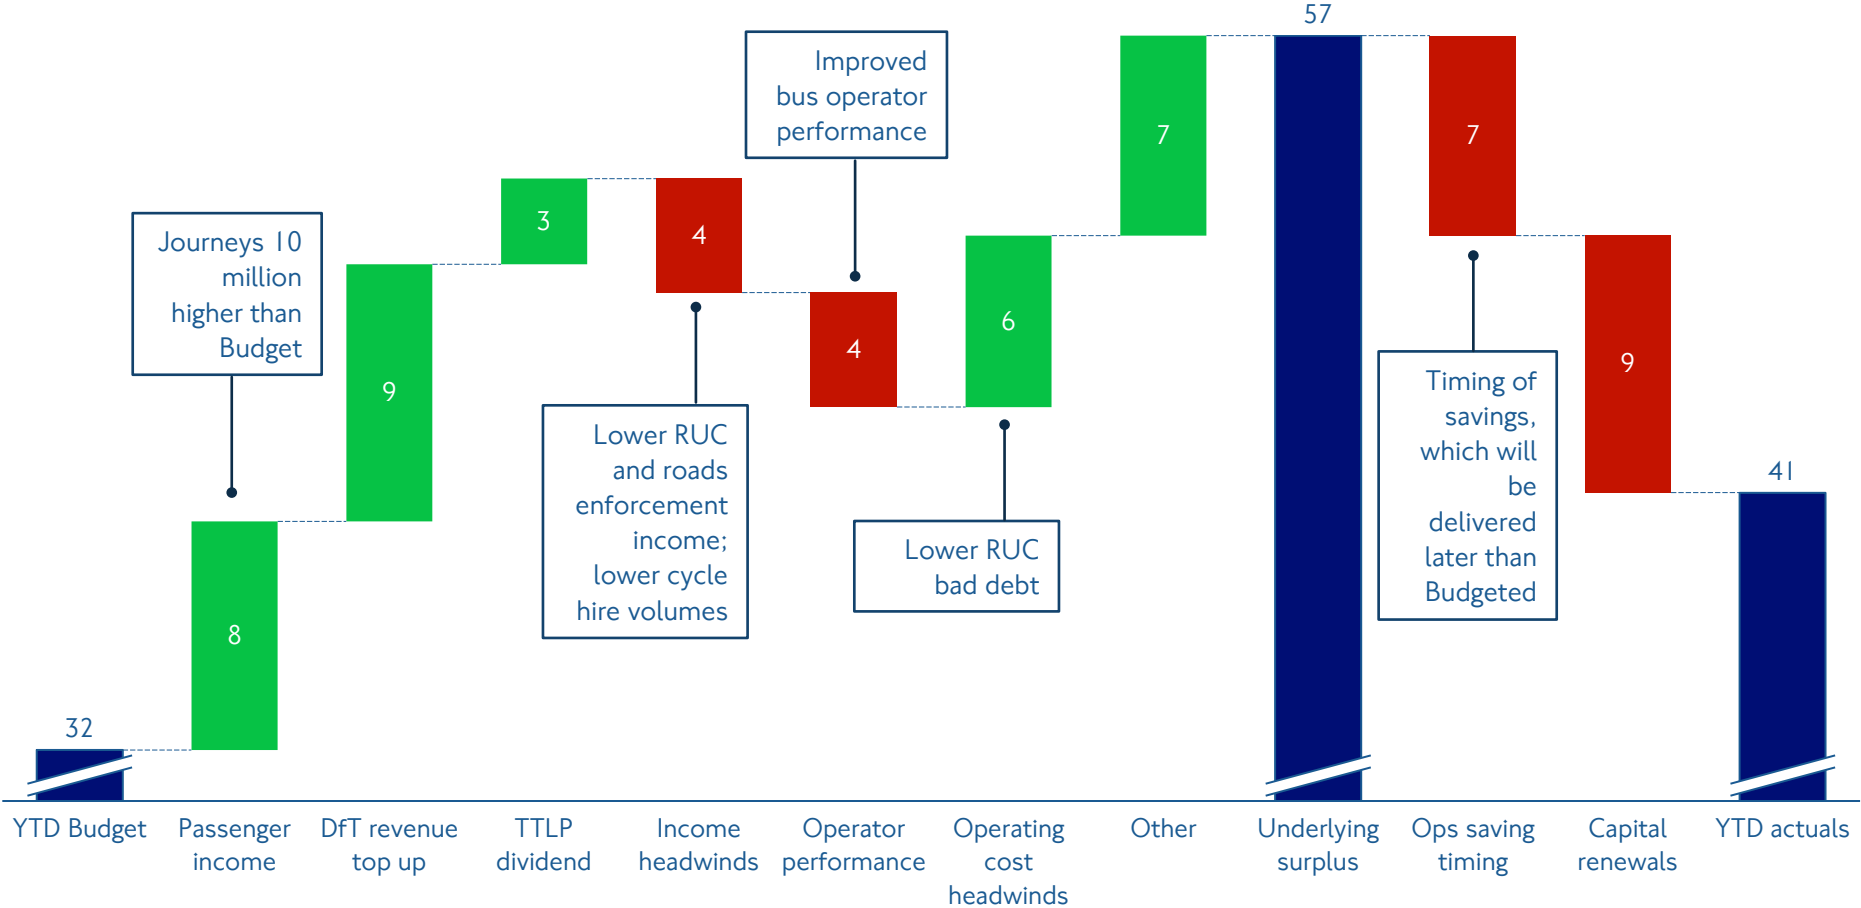 57
Improved
bus operator
performance
7
7
3
4
Journeys 10
million
higher than
Budget
9
6
4
9
Timing of
savings,
which will
be
delivered
later than
Budgeted
Lower RUC
and roads
enforcement
income;
lower cycle
hire volumes
41
Lower RUC
bad debt
8
32
YTD Budget
Passenger
income
DfT revenue
top up
TTLP
dividend
Income
headwinds
Operator
performance
Operating
cost
headwinds
Other
Underlying
surplus
Ops saving
timing
Capital
renewals
YTD actuals